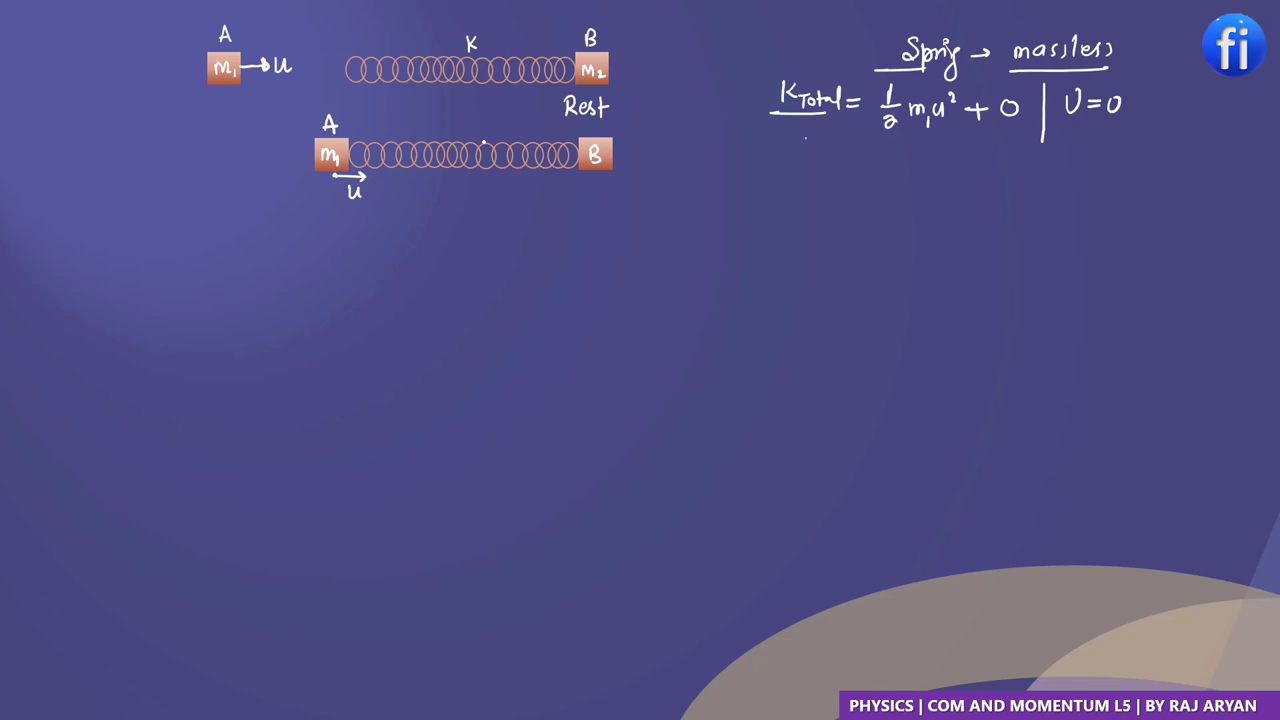 A
m₁ → u
K
B
m₂
Rest
A
m₁
u
B
Spring → massless
K_Total = 1/2 m₁u² + 0 | U = 0
fi
PHYSICS | COM AND MOMENTUM L5 | BY RAJ ARYAN